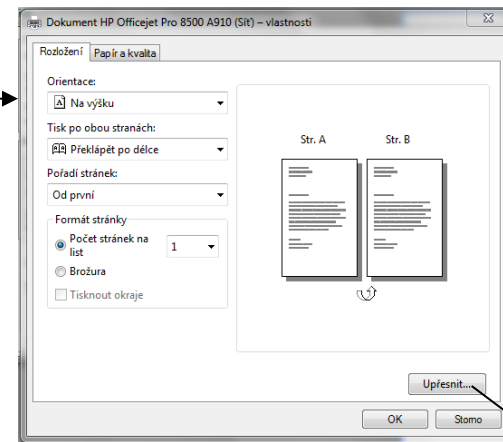 Dokument HP Officejet Pro 8500 A910 (Síť) – vlastnosti
Rozložení
Papír a kvalita
Orientace:
Na výšku
Tisk po obou stranách:
Překlápět po délce
Pořadí stránek:
Od první
Formát stránky
Počet stránek na
list
1
Brožura
Tisknout okraje
Str. A
Str. B
Upřesnit...
OK
Storno